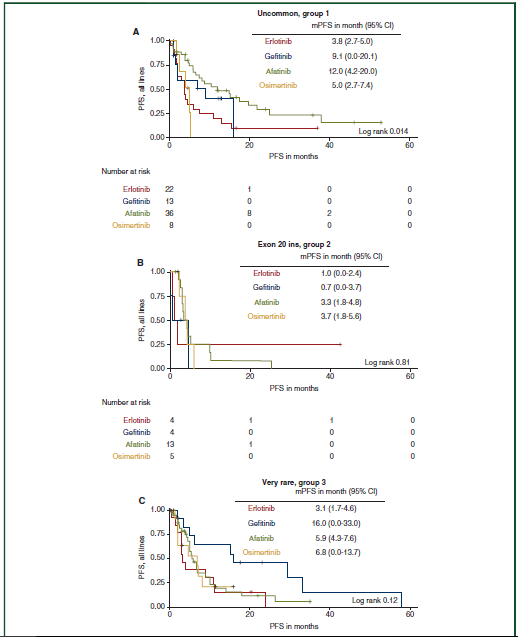 Uncommon, group 1
A
mPFS in month (95% CI)
Erlotinib 3.8 (2.7-5.0)
Gefitinib 9.1 (0.0-20.1)
Afatinib 12.0 (4.2-20.0)
Osimertinib 5.0 (2.7-7.4)
PFS, all lines
1.00
0.75
0.50
0.25
0.00
Log rank 0.014
0 20 40 60
PFS in months
Number at risk
Erlotinib 22 1 0 0
Gefitinib 13 0 0 0
Afatinib 36 8 2 0
Osimertinib 8 0 0 0
Exon 20 ins, group 2
B
mPFS in month (95% CI)
Erlotinib 1.0 (0.0-2.4)
Gefitinib 0.7 (0.0-3.7)
Afatinib 3.3 (1.8-4.8)
Osimertinib 3.7 (1.8-5.6)
PFS, all lines
1.00
0.75
0.50
0.25
0.00
Log rank 0.81
0 20 40 60
PFS in months
Number at risk
Erlotinib 4 1 1 0
Gefitinib 4 0 0 0
Afatinib 13 1 0 0
Osimertinib 5 0 0 0
Very rare, group 3
C
mPFS in month (95% CI)
Erlotinib 3.1 (1.7-4.6)
Gefitinib 16.0 (0.0-33.0)
Afatinib 5.9 (4.3-7.6)
Osimertinib 6.8 (0.0-13.7)
PFS, all lines
1.00
0.75
0.50
0.25
0.00
Log rank 0.12
0 20 40 60
PFS in months